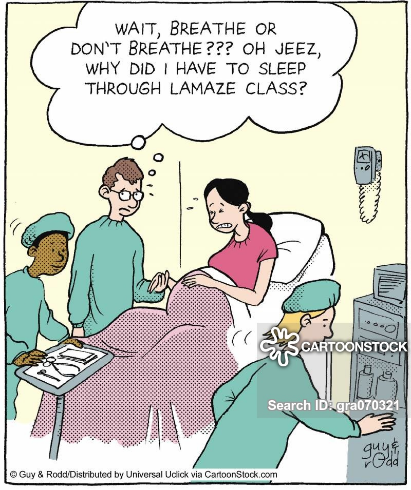 WAIT, BREATHE OR
DON'T BREATHE??? OH JEEZ,
WHY DID I HAVE TO SLEEP
THROUGH LAMAZE CLASS?
CARTOONSTOCK
.com
Search ID: gra070321
guy &
rodd
© Guy & Rodd/Distributed by Universal Uclick via CartoonStock.com